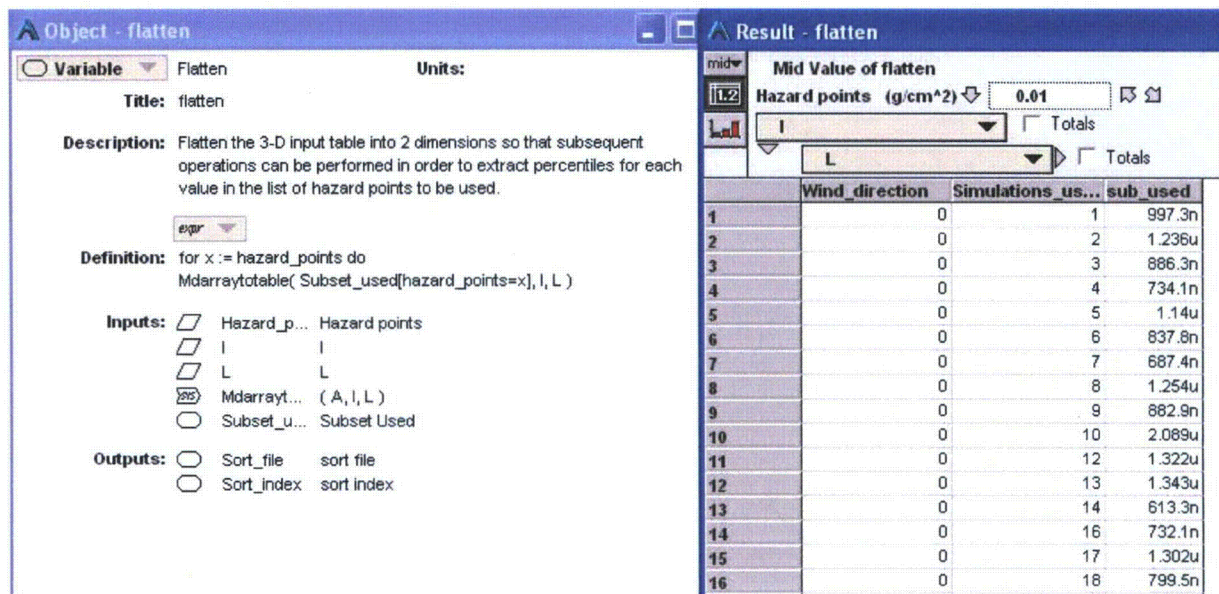 Object - flatten
Variable Flatten Units:
Title: flatten
Description: Flatten the 3-D input table into 2 dimensions so that subsequent
operations can be performed in order to extract percentiles for each
value in the list of hazard points to be used.
expr
Definition: for x := hazard_points do
Mdarraytotable( Subset_used[hazard_points=x], I, L )
Inputs: Hazard_p... Hazard points
I I
L L
Mdarrayt... ( A, I, L )
Subset_u... Subset Used
Outputs: Sort_file sort file
Sort_index sort index
Result - flatten
mid Mid Value of flatten
1.2 Hazard points (g/cm^2) 0.01
I Totals
L Totals
Wind_direction Simulations_us... sub_used
1 0 1 997.3n
2 0 2 1.236u
3 0 3 886.3n
4 0 4 734.1n
5 0 5 1.14u
6 0 6 837.8n
7 0 7 687.4n
8 0 8 1.254u
9 0 9 882.9n
10 0 10 2.089u
11 0 12 1.322u
12 0 13 1.343u
13 0 14 613.3n
14 0 16 732.1n
15 0 17 1.302u
16 0 18 799.5n